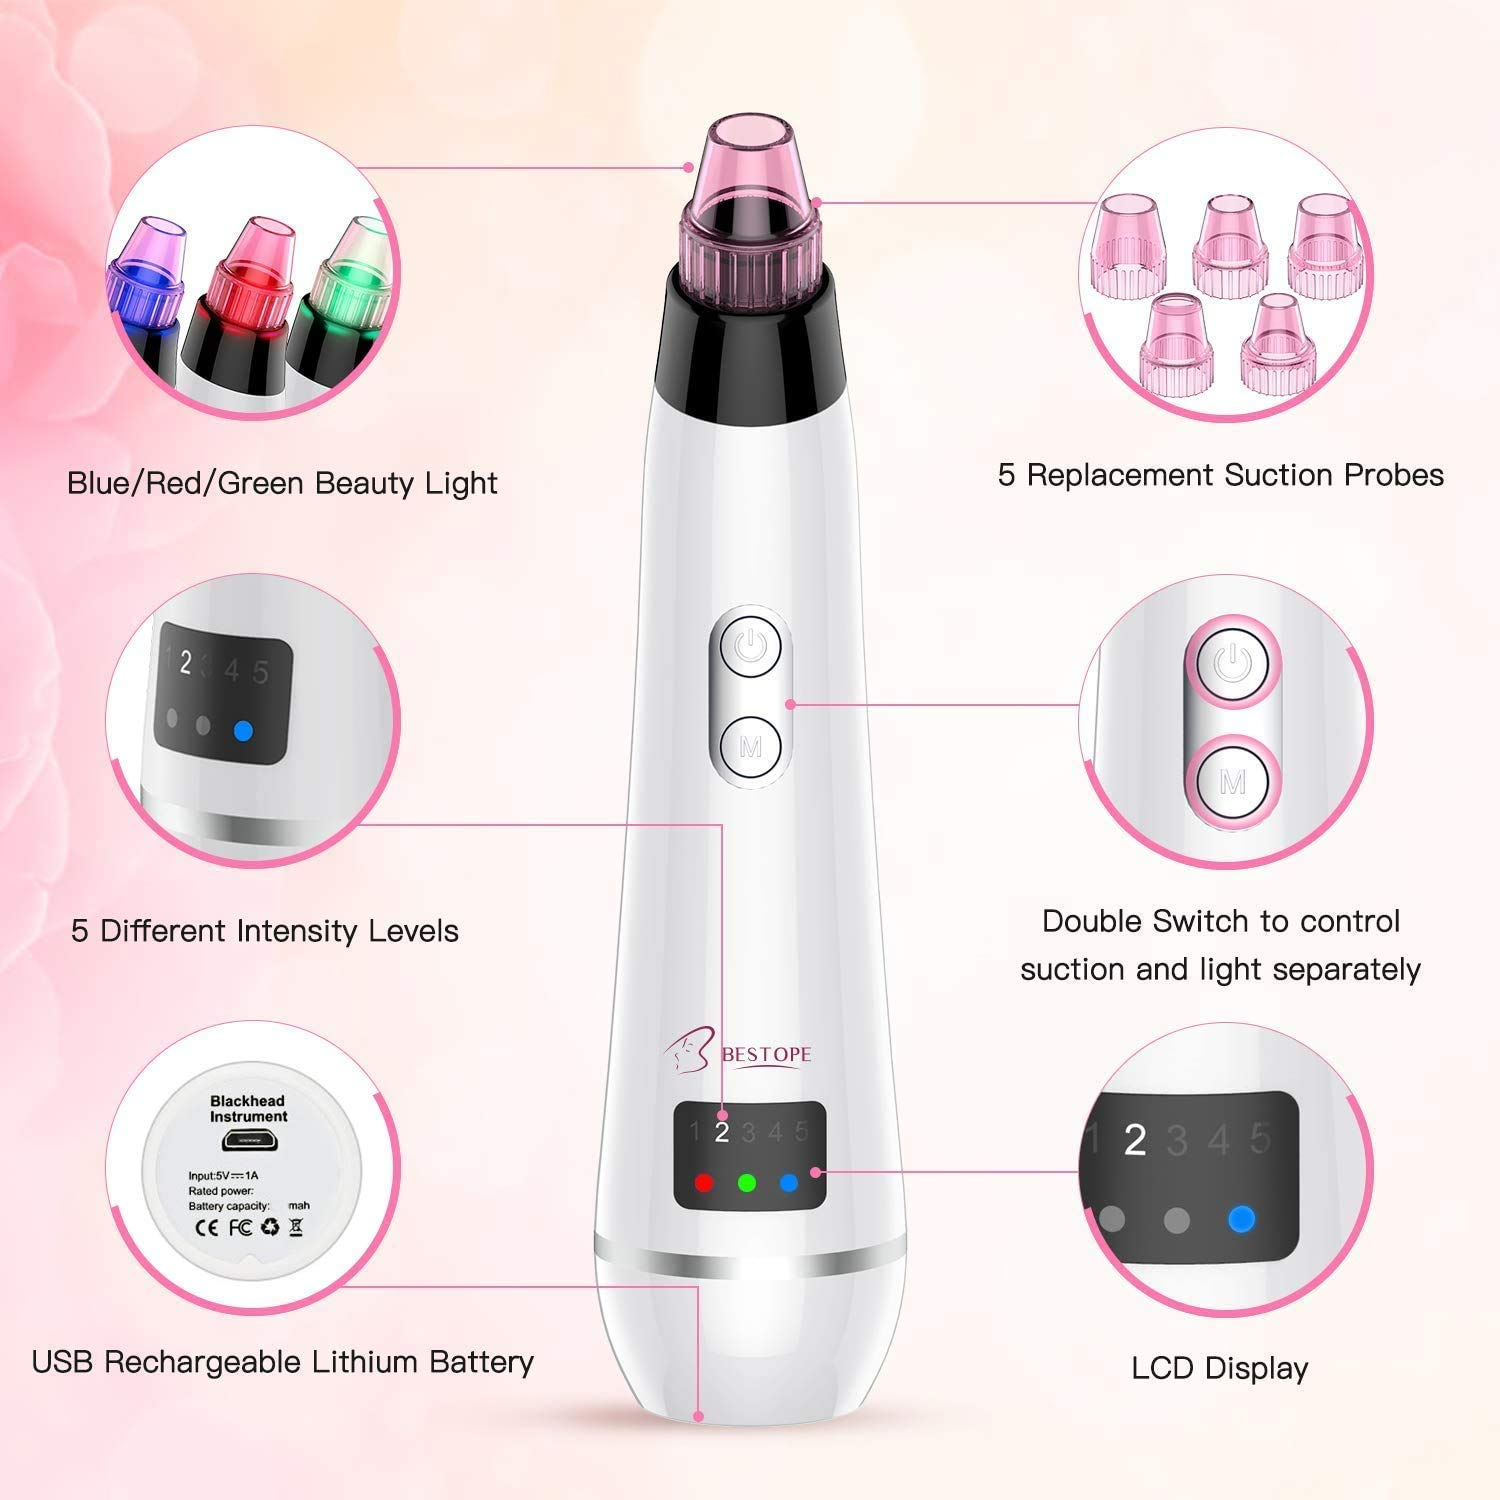 Blue/Red/Green Beauty Light
5 Replacement Suction Probes
2 3 4 5
5 Different Intensity Levels
M
M
Double Switch to control
suction and light separately
Blackhead
Instrument
Input:5V⎓1A
Rated power:
Battery capacity: mah
CE FC
USB Rechargeable Lithium Battery
BESTOPE
1 2 3 4 5
1 2 3 4 5
LCD Display